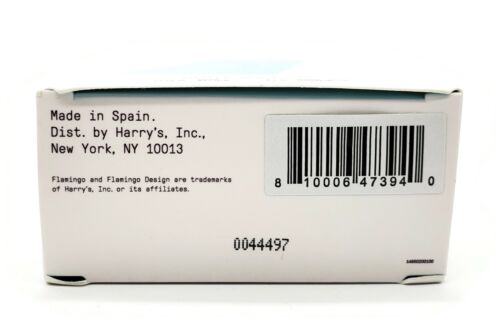 Made in Spain.
Dist. by Harry's, Inc.,
New York, NY 10013
Flamingo and Flamingo Design are trademarks
of Harry's, Inc. or its affiliates.
8 10006 47394 0
0044497